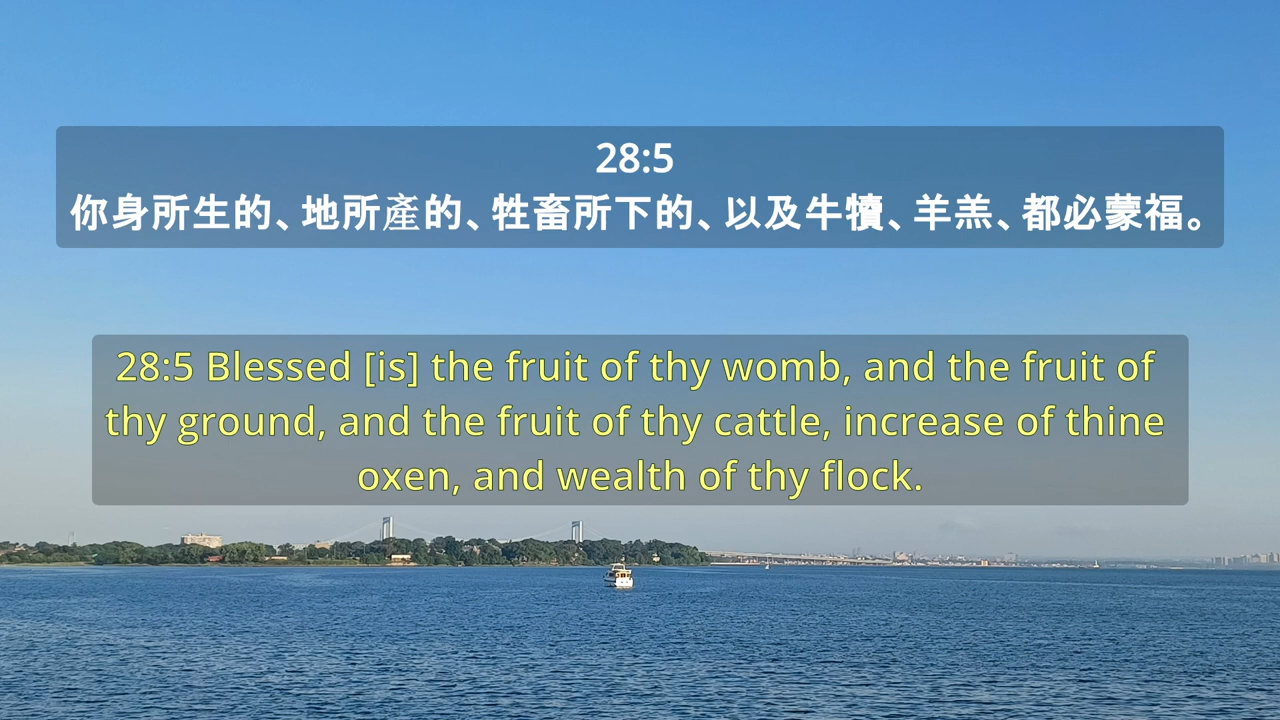 28:5
你身所生的、地所產的、牲畜所下的、以及牛犢、羊羔、都必蒙福。
28:5 Blessed [is] the fruit of thy womb, and the fruit of
thy ground, and the fruit of thy cattle, increase of thine
oxen, and wealth of thy flock.